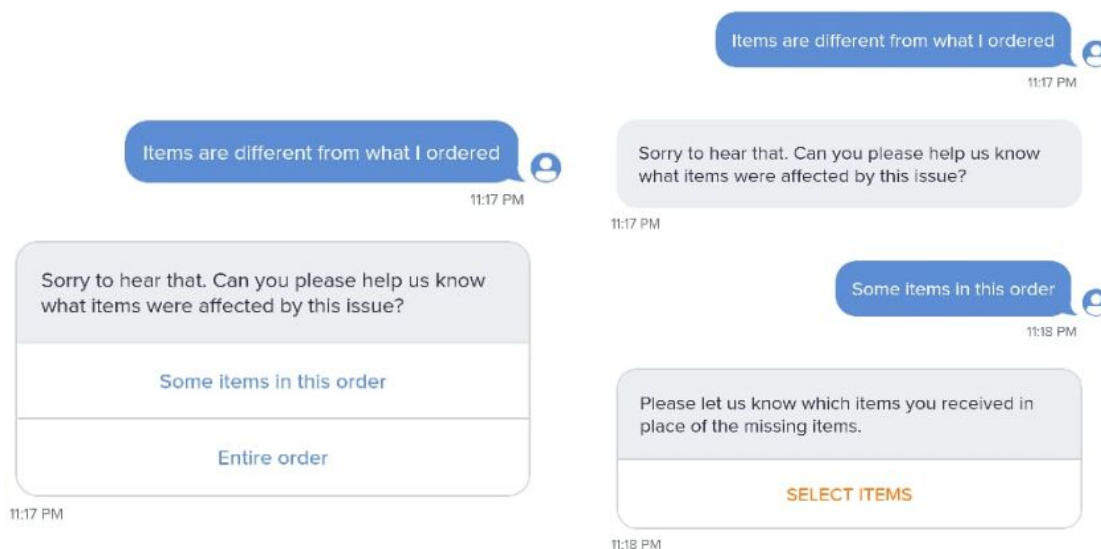 Items are different from what I ordered
11:17 PM
Sorry to hear that. Can you please help us know
what items were affected by this issue?
Some items in this order
Entire order
11:17 PM
Items are different from what I ordered
11:17 PM
Sorry to hear that. Can you please help us know
what items were affected by this issue?
11:17 PM
Some items in this order
11:18 PM
Please let us know which items you received in
place of the missing items.
SELECT ITEMS
11:18 PM